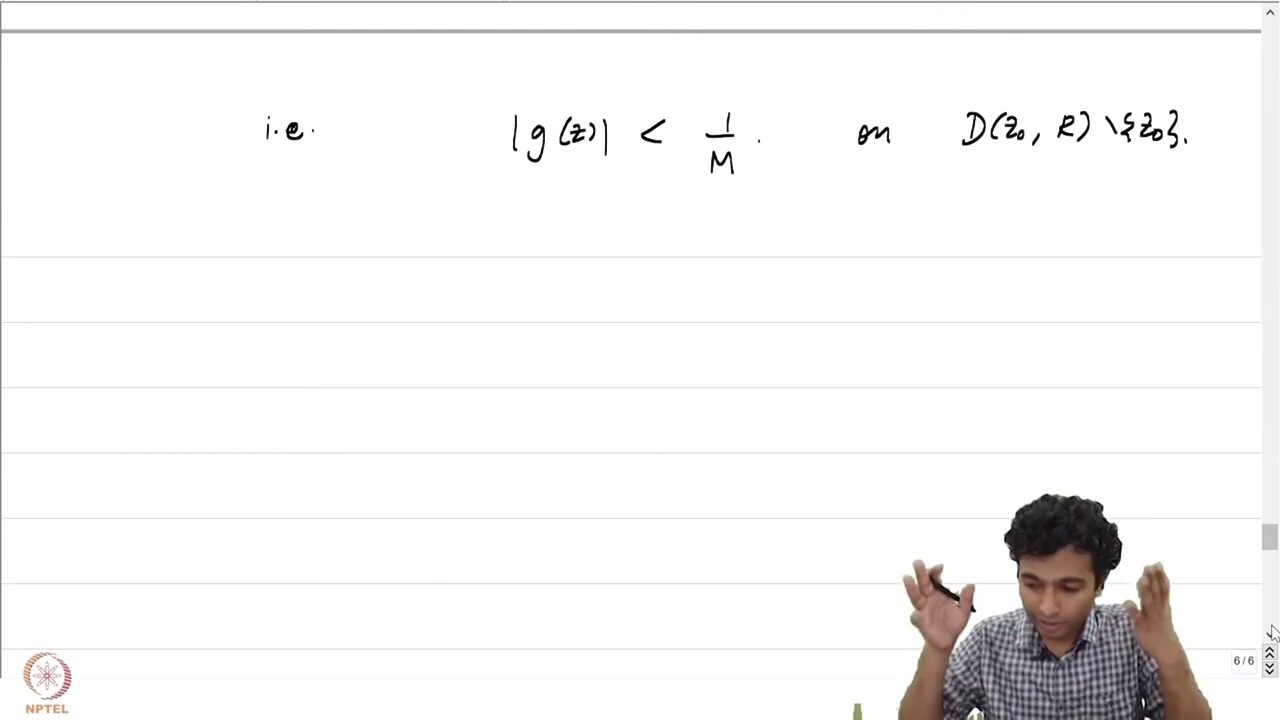 i.e. |g(z)| < 1/M . on D(z₀, R) \ {z₀}.
6 / 6
NPTEL